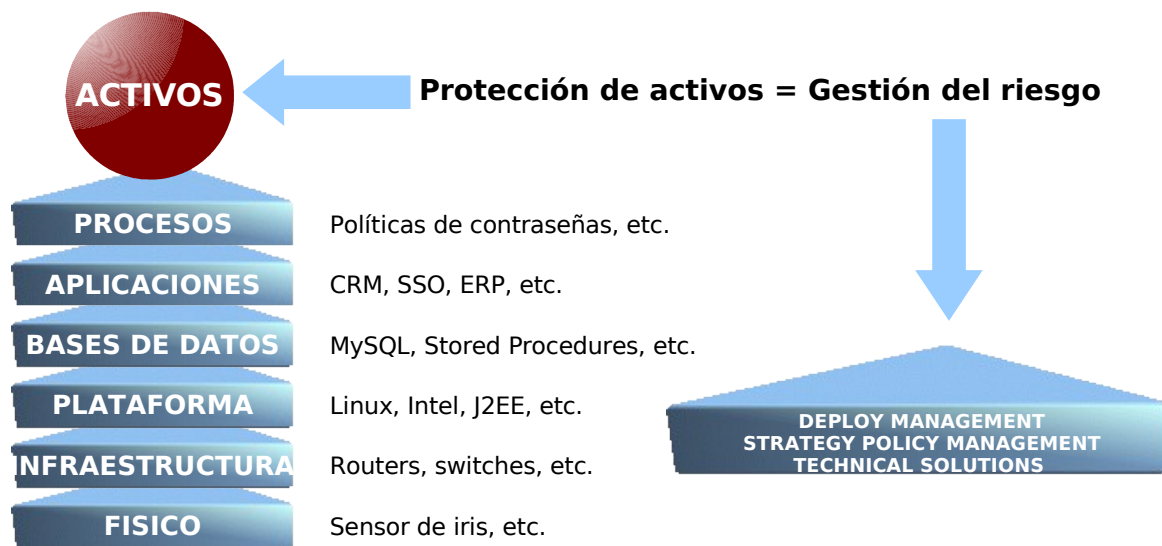 ACTIVOS
Protección de activos = Gestión del riesgo
PROCESOS
Políticas de contraseñas, etc.
APLICACIONES
CRM, SSO, ERP, etc.
BASES DE DATOS
MySQL, Stored Procedures, etc.
PLATAFORMA
Linux, Intel, J2EE, etc.
INFRAESTRUCTURA
Routers, switches, etc.
FISICO
Sensor de iris, etc.
DEPLOY MANAGEMENT
STRATEGY POLICY MANAGEMENT
TECHNICAL SOLUTIONS